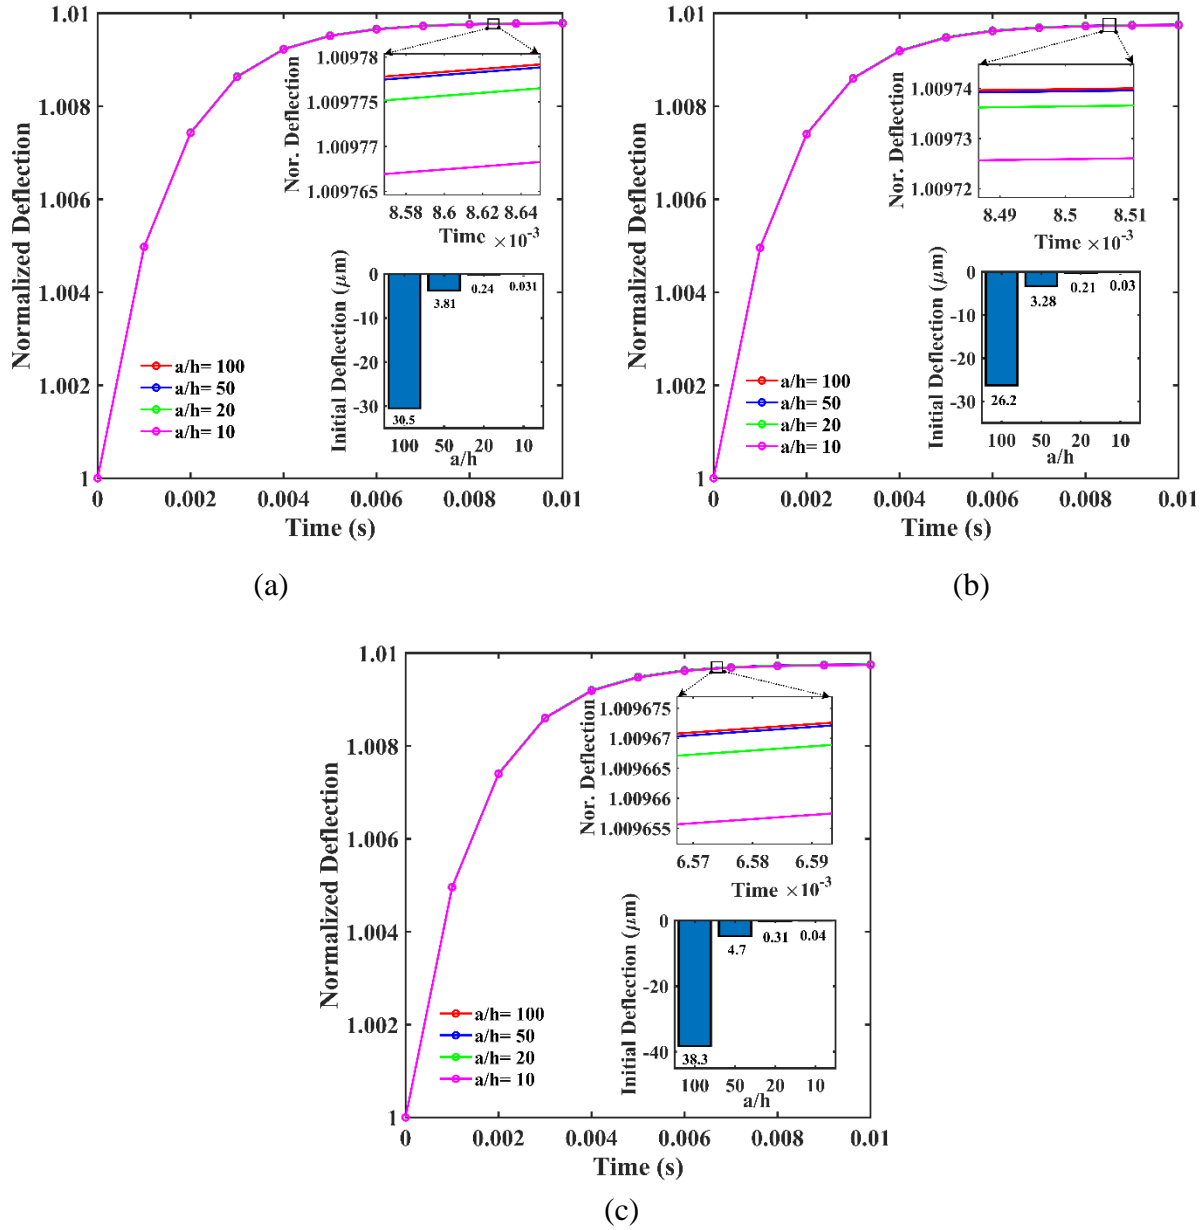 1.01
1.008
1.006
1.004
1.002
1
Normalized Deflection
0 0.002 0.004 0.006 0.008 0.01
Time (s)
a/h= 100
a/h= 50
a/h= 20
a/h= 10
1.00978
1.009775
1.00977
1.009765
Nor. Deflection
8.58 8.6 8.62 8.64
Time ×10-3
Initial Deflection (μm)
0
-10
-20
-30
30.5 3.81 0.24 0.031
100 50 20 10
a/h
(a)
1.01
1.008
1.006
1.004
1.002
1
Normalized Deflection
0 0.002 0.004 0.006 0.008 0.01
Time (s)
a/h= 100
a/h= 50
a/h= 20
a/h= 10
1.00974
1.00973
1.00972
Nor. Deflection
8.49 8.5 8.51
Time ×10-3
Initial Deflection (μm)
0
-10
-20
-30
26.2 3.28 0.21 0.03
100 50 20 10
a/h
(b)
1.01
1.008
1.006
1.004
1.002
1
Normalized Deflection
0 0.002 0.004 0.006 0.008 0.01
Time (s)
a/h= 100
a/h= 50
a/h= 20
a/h= 10
1.009675
1.00967
1.009665
1.00966
1.009655
Nor. Deflection
6.57 6.58 6.59
Time ×10-3
Initial Deflection (μm)
0
-20
-40
38.3 4.7 0.31 0.04
100 50 20 10
a/h
(c)